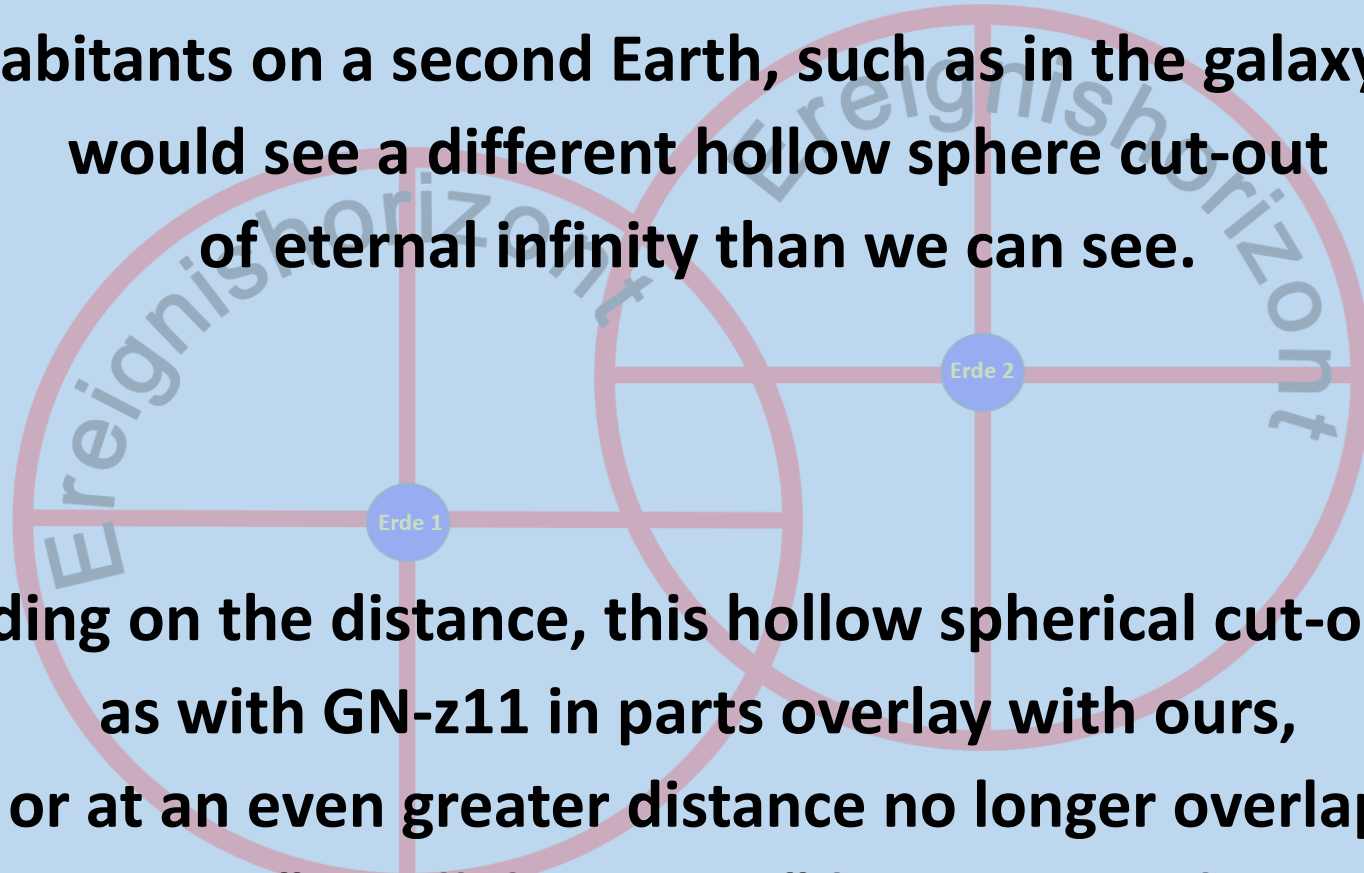 abitants on a second Earth, such as in the galaxy
would see a different hollow sphere cut-out
of eternal infinity than we can see.
Ereignishorizont
Ereignishorizont
Erde 2
Erde 1
ding on the distance, this hollow spherical cut-o
as with GN-z11 in parts overlay with ours,
or at an even greater distance no longer overlap